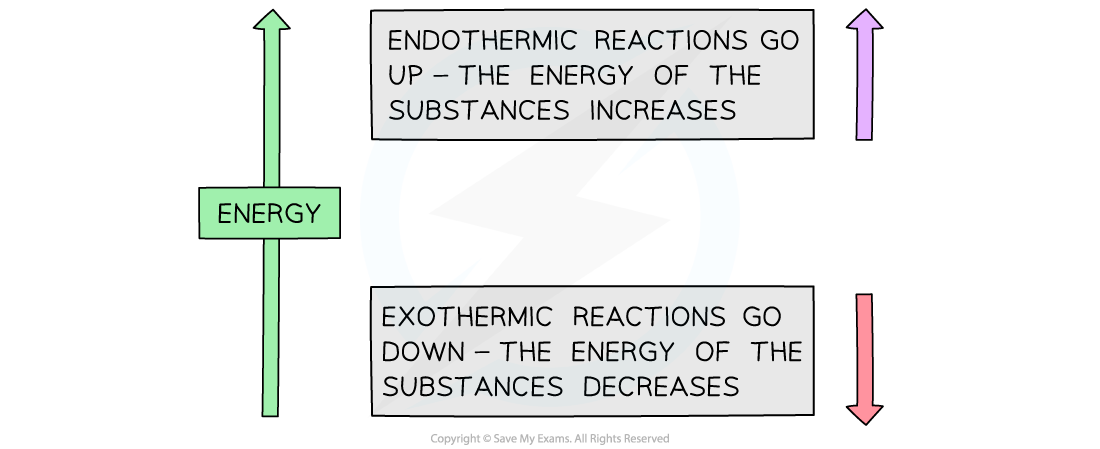 ENDOTHERMIC REACTIONS GO
UP – THE ENERGY OF THE
SUBSTANCES INCREASES
ENERGY
EXOTHERMIC REACTIONS GO
DOWN – THE ENERGY OF THE
SUBSTANCES DECREASES
Copyright © Save My Exams. All Rights Reserved